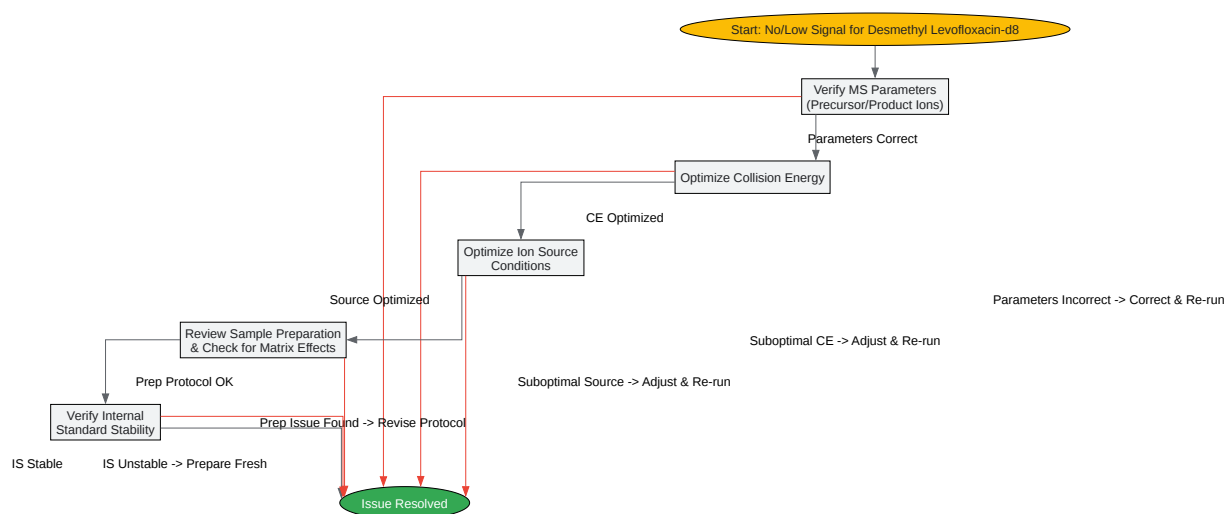 Start: No/Low Signal for Desmethyl Levofloxacin-d8
Verify MS Parameters
(Precursor/Product Ions)
Parameters Correct
Optimize Collision Energy
CE Optimized
Optimize Ion Source
Conditions
Source Optimized
Parameters Incorrect -> Correct & Re-run
Review Sample Preparation
& Check for Matrix Effects
Suboptimal CE -> Adjust & Re-run
Prep Protocol OK
Suboptimal Source -> Adjust & Re-run
Verify Internal
Standard Stability
Prep Issue Found -> Revise Protocol
IS Stable
IS Unstable -> Prepare Fresh
Issue Resolved